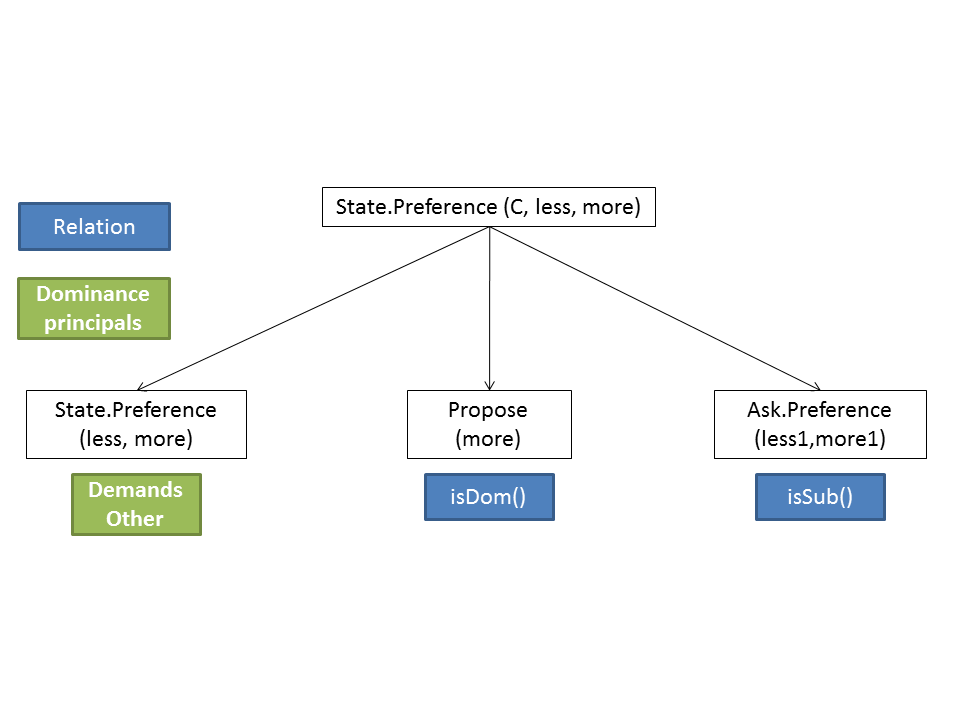 State.Preference (C, less, more)
Relation
Dominance
principals
State.Preference
(less, more)
Propose
(more)
Ask.Preference
(less1,more1)
Demands
Other
isDom()
isSub()